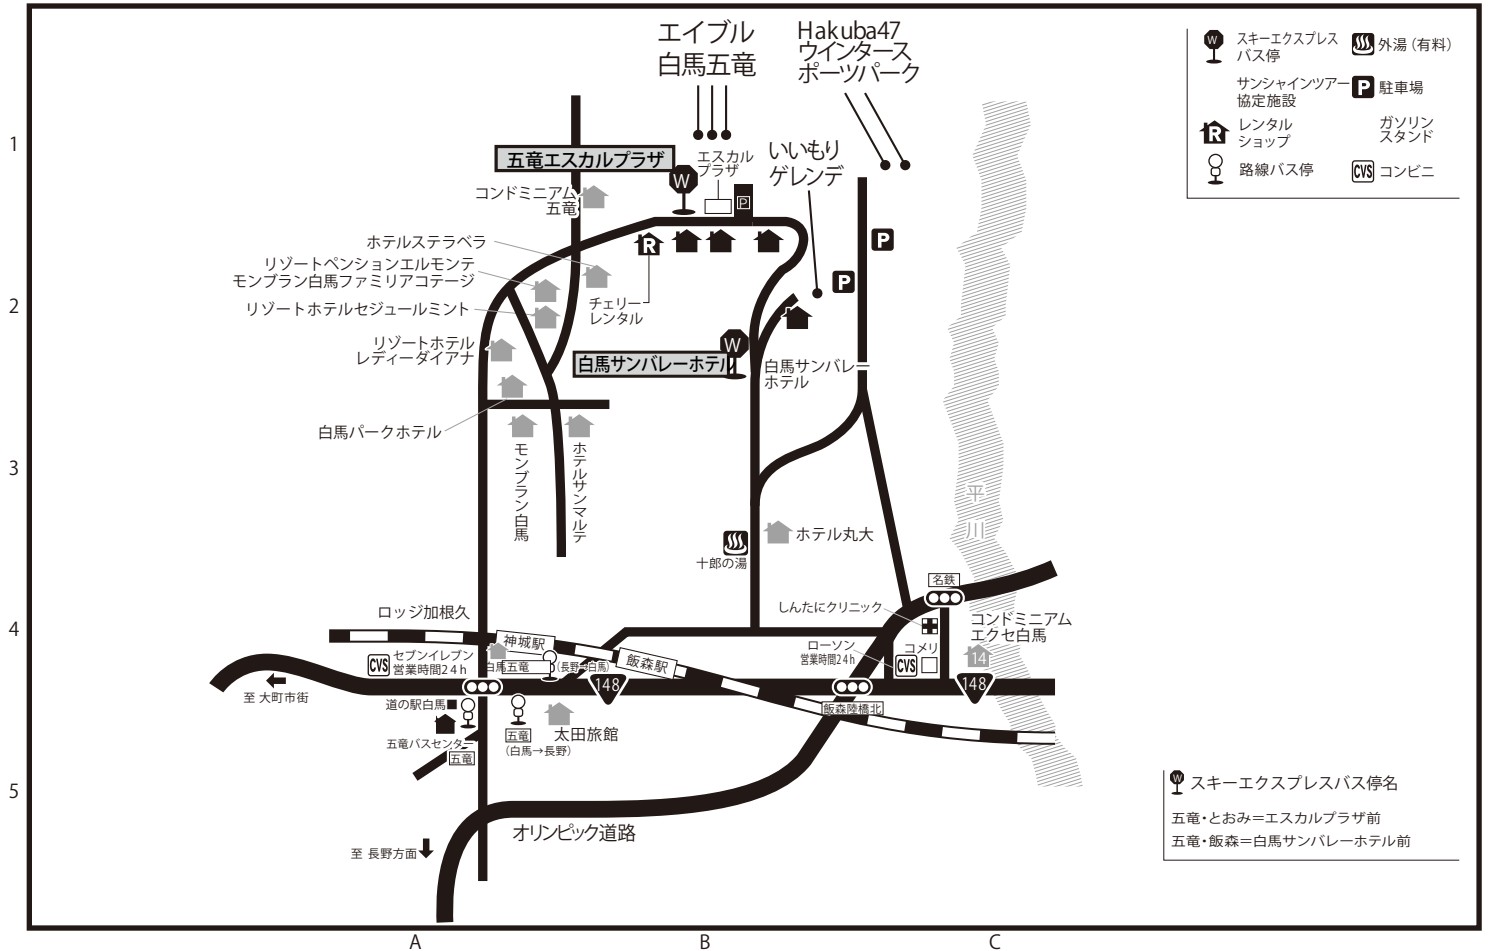 エイブル
白馬五竜
Hakuba47
ウインタース
ポーツパーク
W
スキーエクスプレス
バス停
外湯(有料)
サンシャインツアー
協定施設
P
駐車場
R
レンタル
ショップ
ガソリン
スタンド
路線バス停
CVS
コンビニ
1
2
3
4
5
A
B
C
五竜エスカルプラザ
W
エスカル
プラザ
P
いいもり
ゲレンデ
コンドミニアム
五竜
ホテルステラベラ
R
P
リゾートペンションエルモンテ
モンブラン白馬ファミリアコテージ
P
リゾートホテルセジュールミント
チェリー
レンタル
リゾートホテル
レディーダイアナ
白馬サンバレーホテル
W
白馬サンバレー
ホテル
白馬パークホテル
モンブラン白馬
ホテルサンマルテ
平川
十郎の湯
ホテル丸大
名鉄
ロッジ加根久
しんたにクリニック
コンドミニアム
エクセ白馬
14
神城駅
CVS
セブンイレブン
営業時間24h
白馬五竜
(長野→白馬)
飯森駅
ローソン
営業時間24h
CVS
コメリ
148
148
至 大町市街
道の駅白馬■
五竜バスセンター
五竜
五竜
(白馬→長野)
太田旅館
飯森陸橋北
オリンピック道路
至 長野方面
W
スキーエクスプレスバス停名
五竜・とおみ=エスカルプラザ前
五竜・飯森=白馬サンバレーホテル前